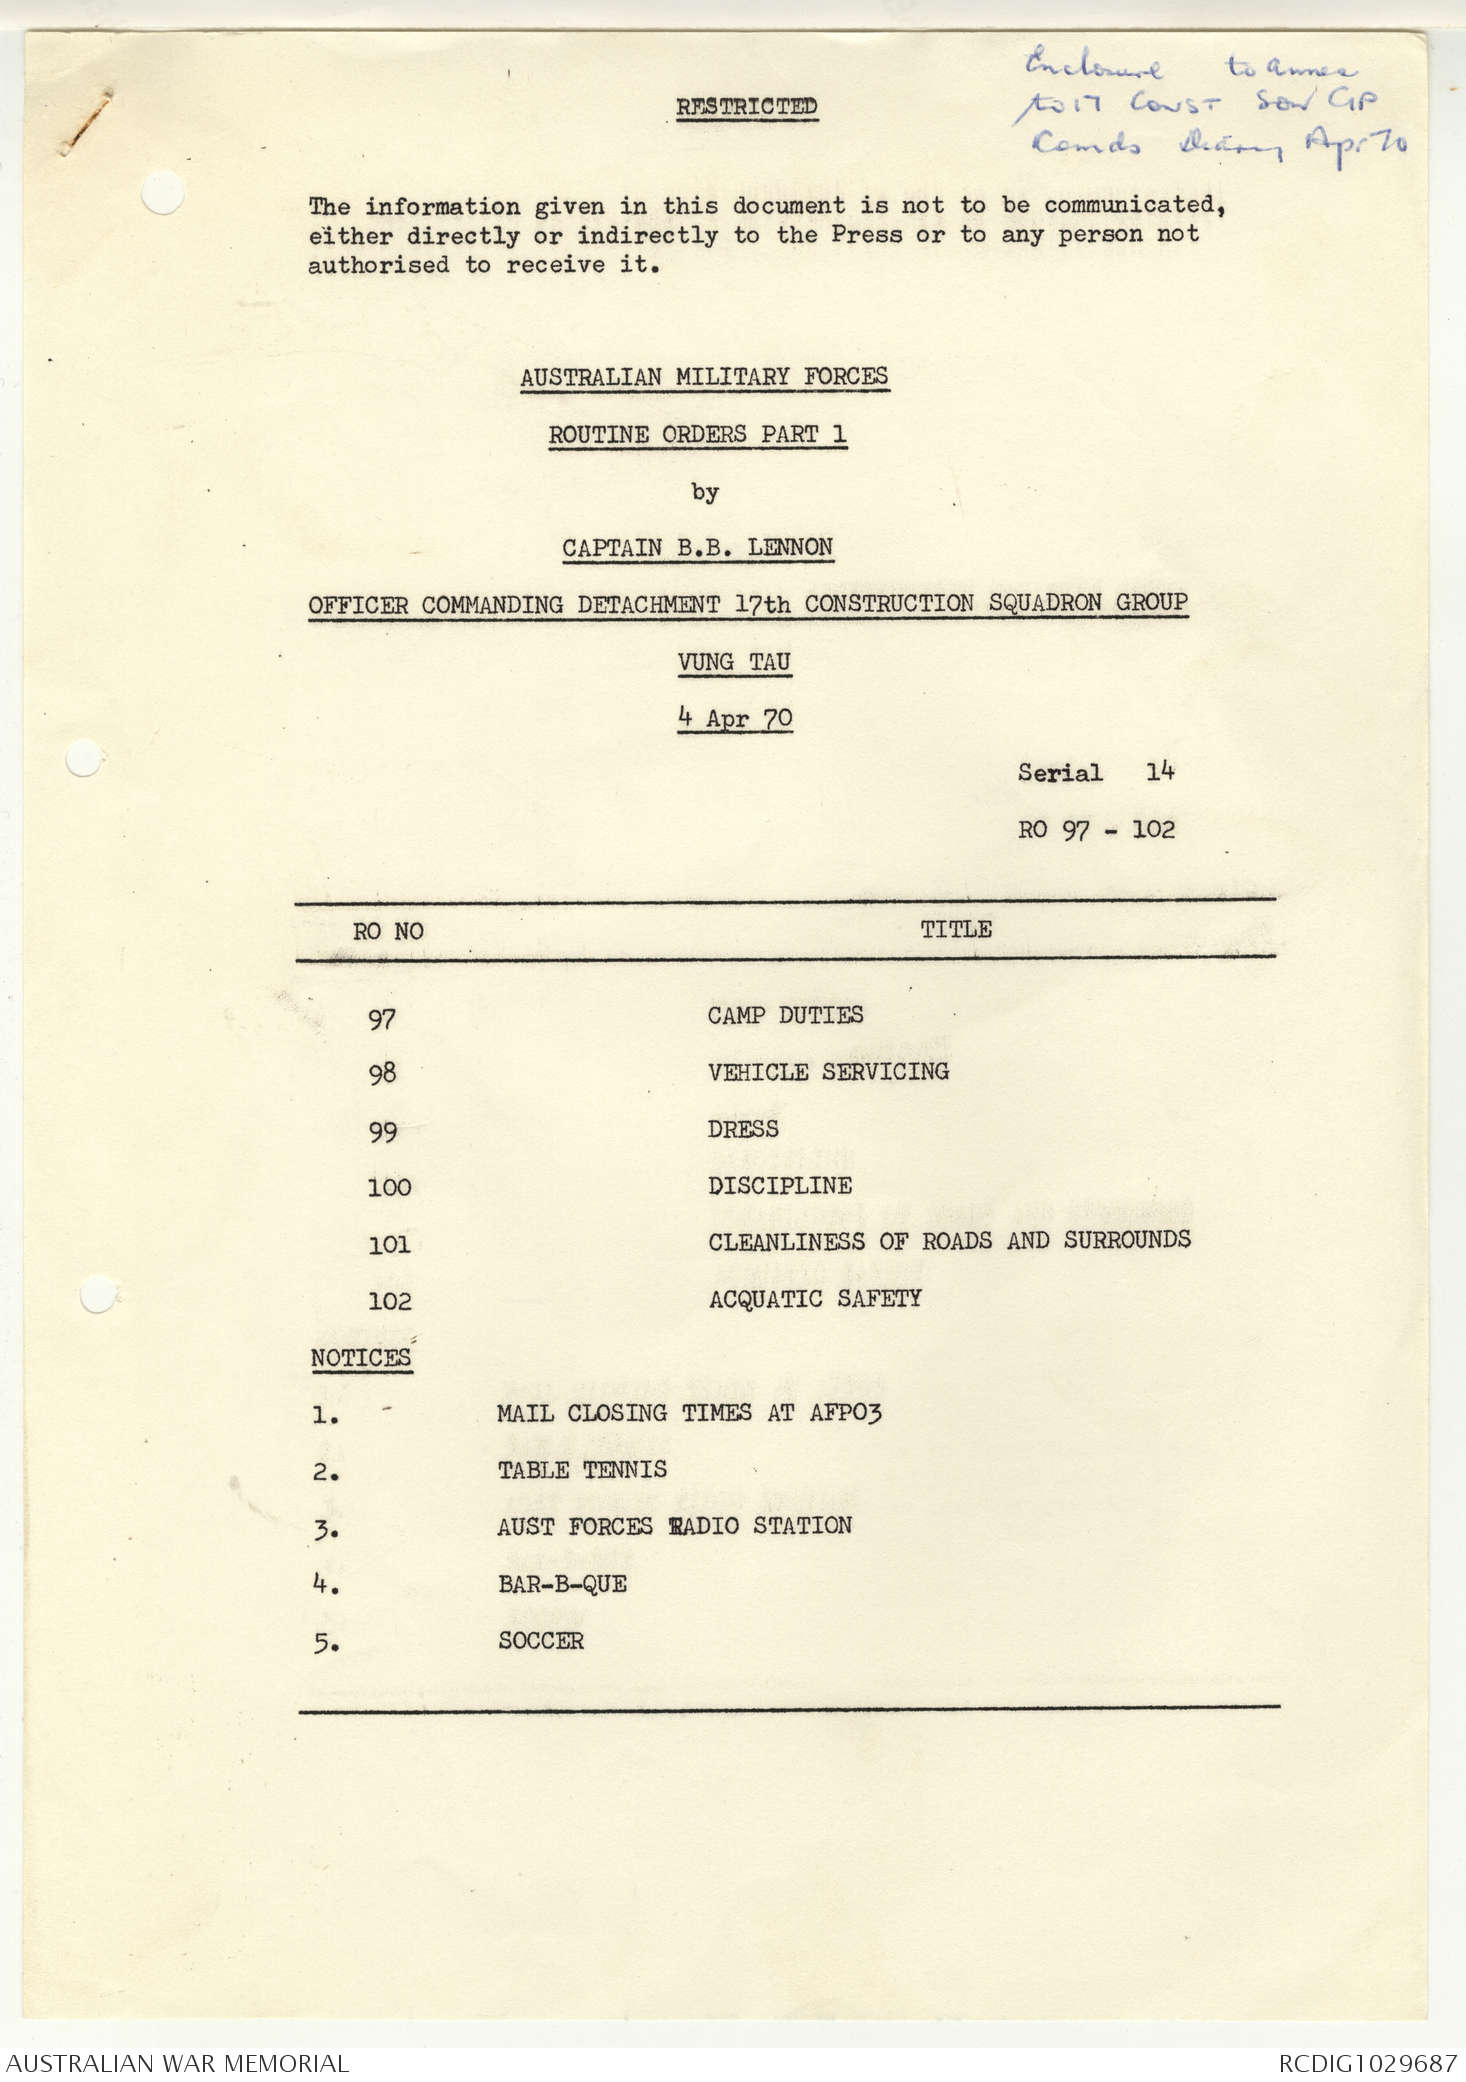 Enclosure to annex
to 17 Const Sqn GP
Comds Diary Apr 70
RESTRICTED
The information given in this document is not to be communicated,
either directly or indirectly to the Press or to any person not
authorised to receive it.
AUSTRALIAN MILITARY FORCES
ROUTINE ORDERS PART 1
by
CAPTAIN B.B. LENNON
OFFICER COMMANDING DETACHMENT 17th CONSTRUCTION SQUADRON GROUP
VUNG TAU
4 Apr 70
Serial 14
RO 97 - 102
RO NO TITLE
97 CAMP DUTIES
98 VEHICLE SERVICING
99 DRESS
100 DISCIPLINE
101 CLEANLINESS OF ROADS AND SURROUNDS
102 ACQUATIC SAFETY
NOTICES
1. MAIL CLOSING TIMES AT AFPO3
2. TABLE TENNIS
3. AUST FORCES RADIO STATION
4. BAR-B-QUE
5. SOCCER
AUSTRALIAN WAR MEMORIAL RCDIG1029687